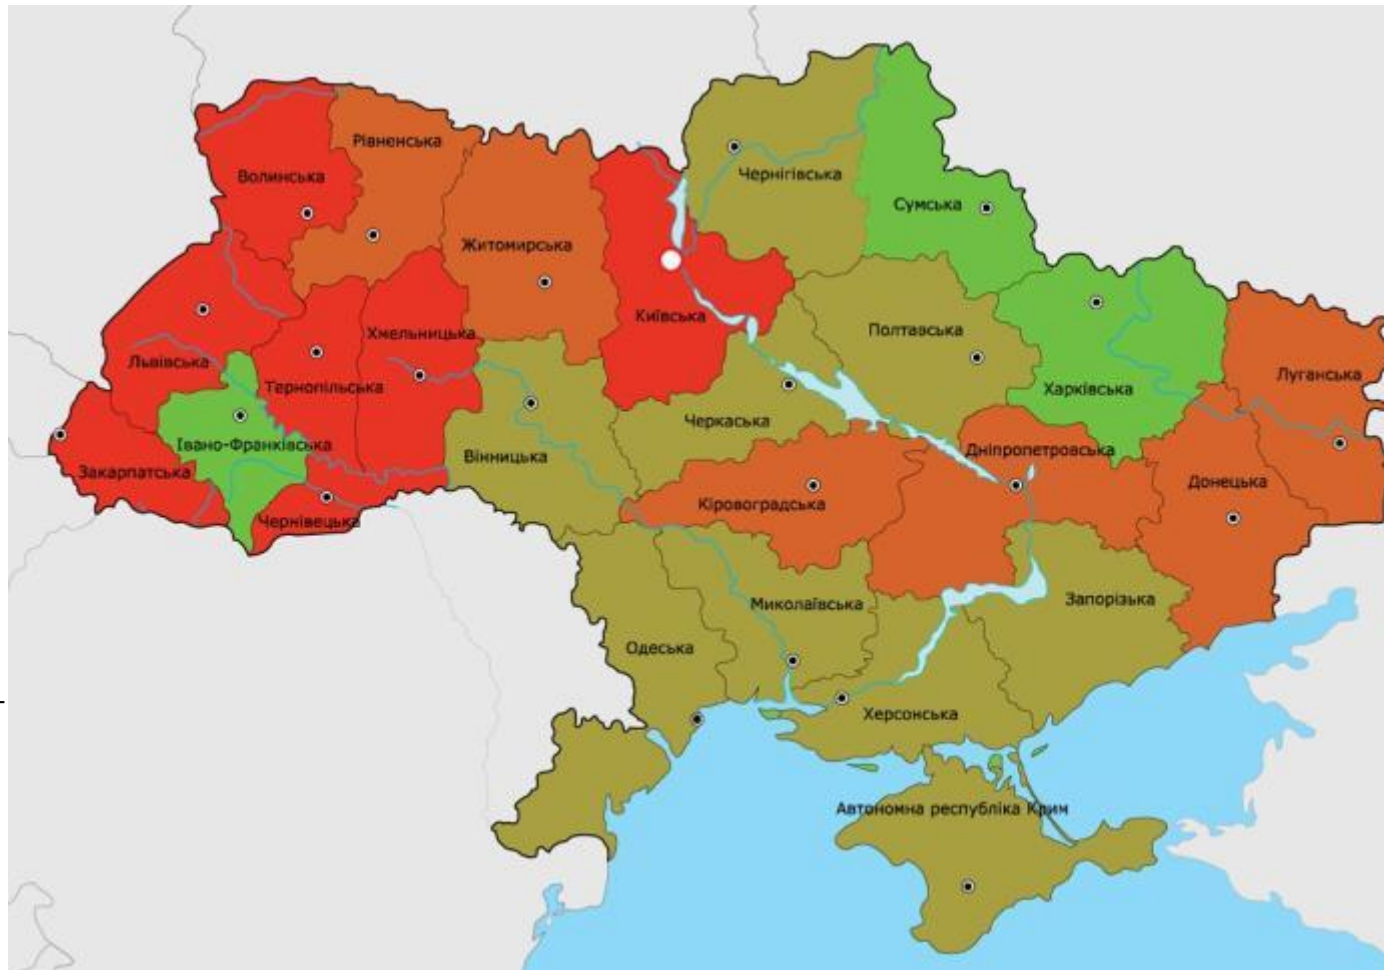 Рівненська
Волинська
Чернігівська
Сумська
Житомирська
Київська
Полтавська
Хмельницька
Львівська
Тернопільська
Луганська
Харківська
Черкаська
Івано-Франківська
Вінницька
Дніпропетровська
Закарпатська
Донецька
Кіровоградська
Чернівецька
Миколаївська
Запорізька
Одеська
Херсонська
Автономна республіка Крим